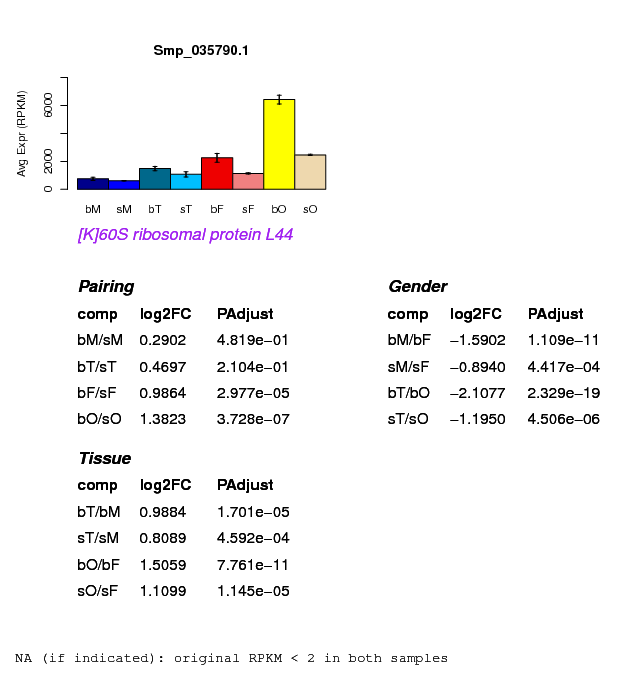 Smp_035790.1
Avg Expr (RPKM)
6000
2000
0
bM sM bT sT bF sF bO sO
[K]60S ribosomal protein L44
Pairing
comp log2FC PAdjust
bM/sM 0.2902 4.819e−01
bT/sT 0.4697 2.104e−01
bF/sF 0.9864 2.977e−05
bO/sO 1.3823 3.728e−07
Gender
comp log2FC PAdjust
bM/bF −1.5902 1.109e−11
sM/sF −0.8940 4.417e−04
bT/bO −2.1077 2.329e−19
sT/sO −1.1950 4.506e−06
Tissue
comp log2FC PAdjust
bT/bM 0.9884 1.701e−05
sT/sM 0.8089 4.592e−04
bO/bF 1.5059 7.761e−11
sO/sF 1.1099 1.145e−05
NA (if indicated): original RPKM < 2 in both samples